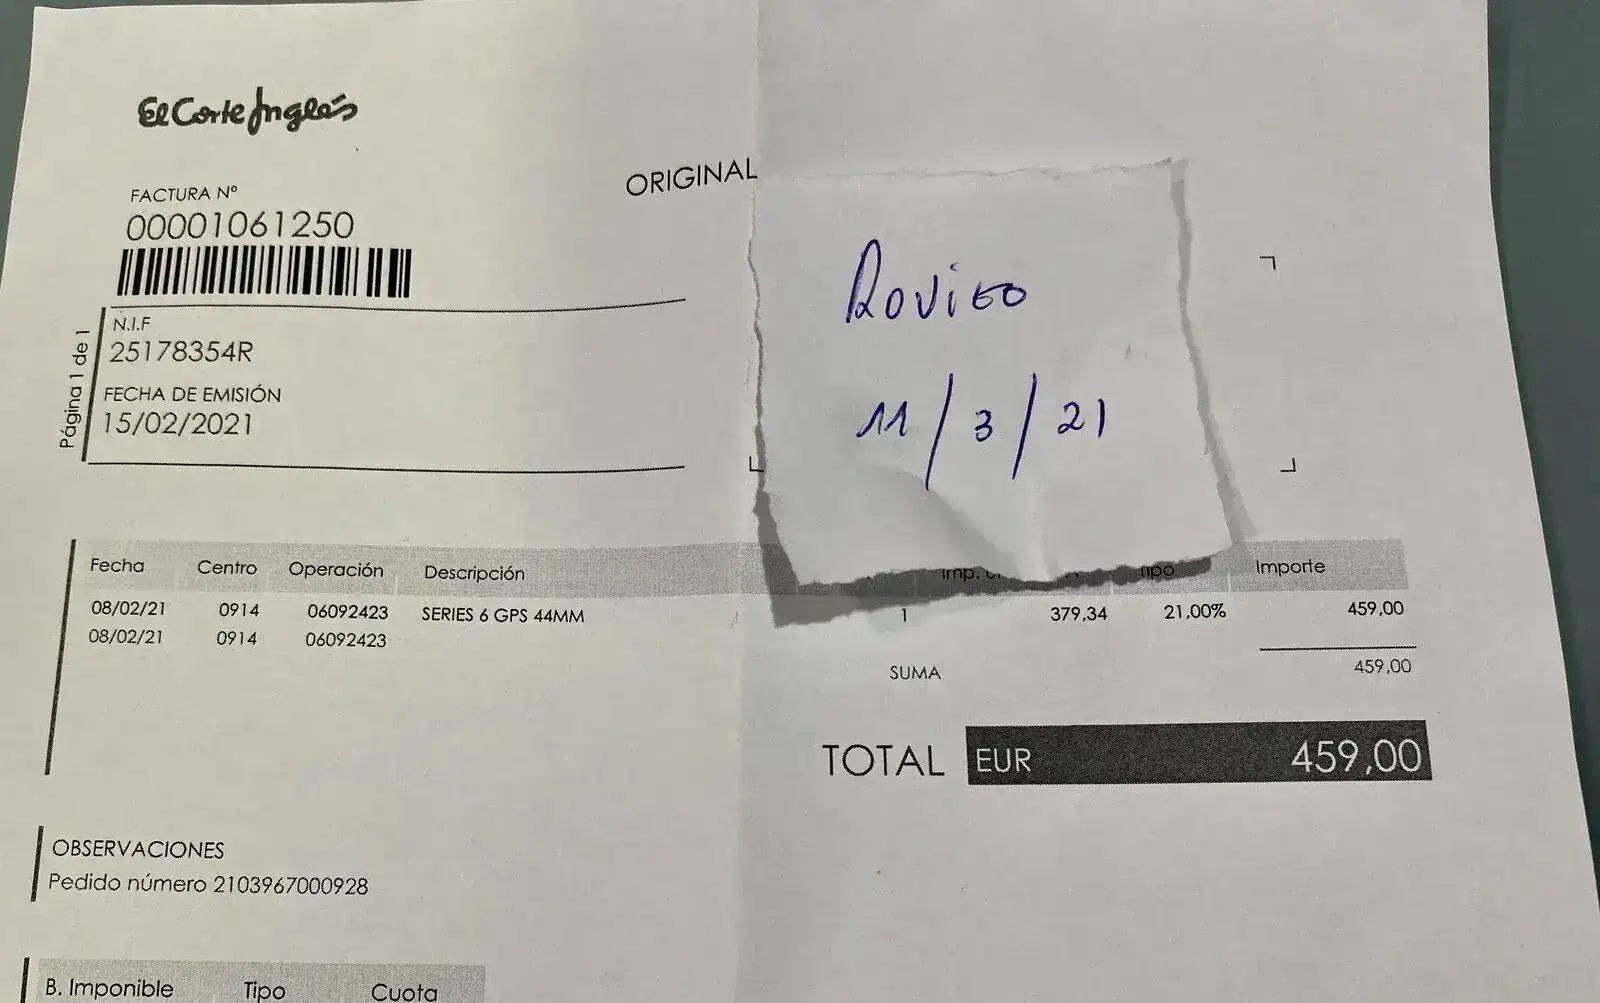 El Corte Inglés
ORIGINAL
FACTURA Nº
00001061250
Página 1 de 1
N.I.F
25178354R
FECHA DE EMISIÓN
15/02/2021
11/3/21
Fecha Centro Operación Descripción Importe
08/02/21 0914 06092423 SERIES 6 GPS 44MM 1 379,34 21,00% 459,00
08/02/21 0914 06092423
SUMA 459,00
TOTAL EUR 459,00
OBSERVACIONES
Pedido número 2103967000928
B. Imponible Tipo Cuota